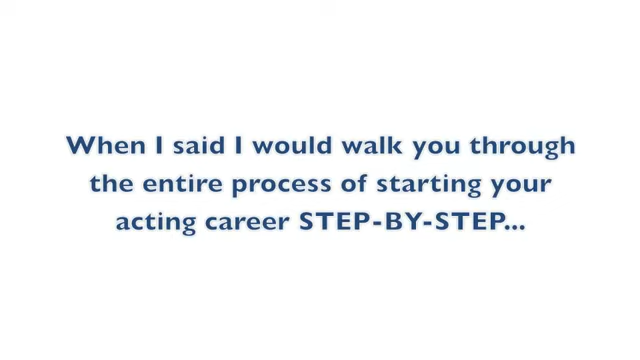 When I said I would walk you through
the entire process of starting your
acting career STEP-BY-STEP...